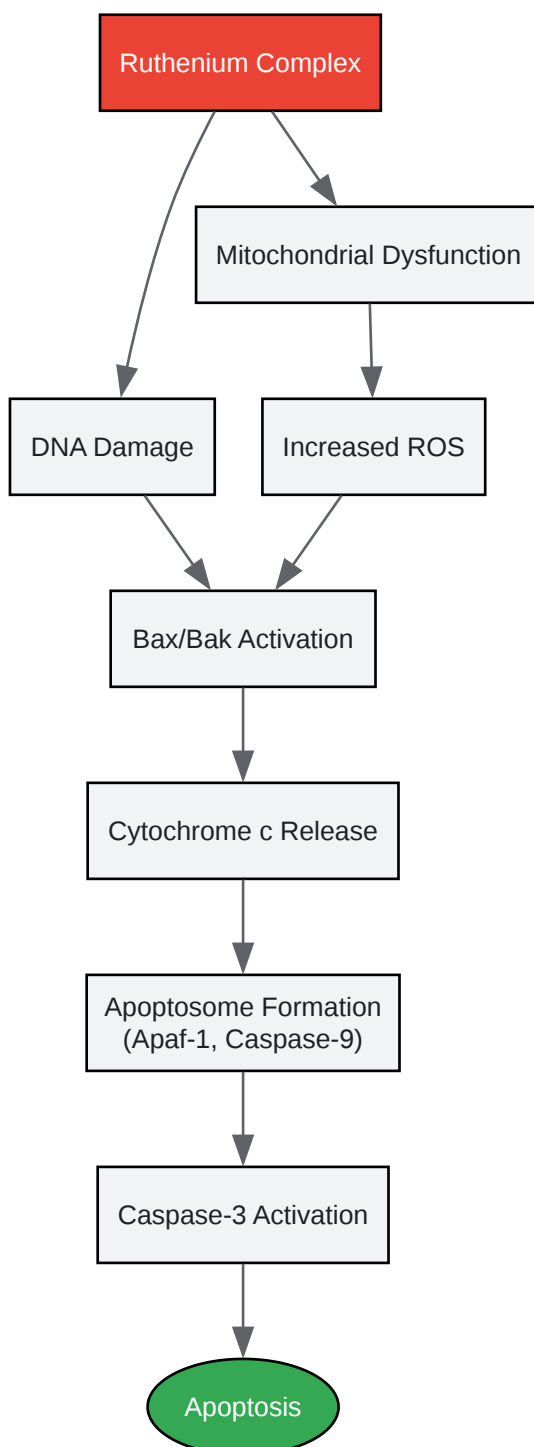 Ruthenium Complex
Mitochondrial Dysfunction
DNA Damage
Increased ROS
Bax/Bak Activation
Cytochrome c Release
Apoptosome Formation
(Apaf-1, Caspase-9)
Caspase-3 Activation
Apoptosis